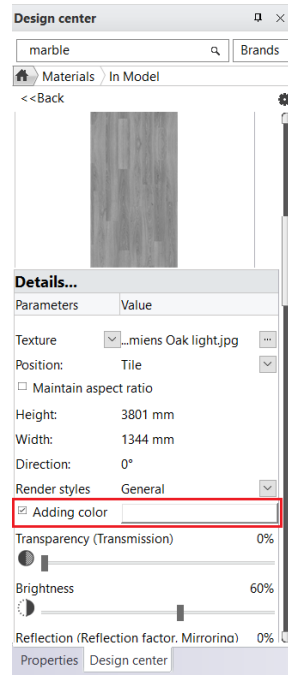 Design center
marble
Brands
Materials In Model
<<Back
Details...
Parameters Value
Texture ...miens Oak light.jpg ...
Position: Tile
Maintain aspect ratio
Height: 3801 mm
Width: 1344 mm
Direction: 0°
Render styles General
Adding color
Transparency (Transmission) 0%
Brightness 60%
Reflection (Reflection factor. Mirroring) 0%
Properties Design center